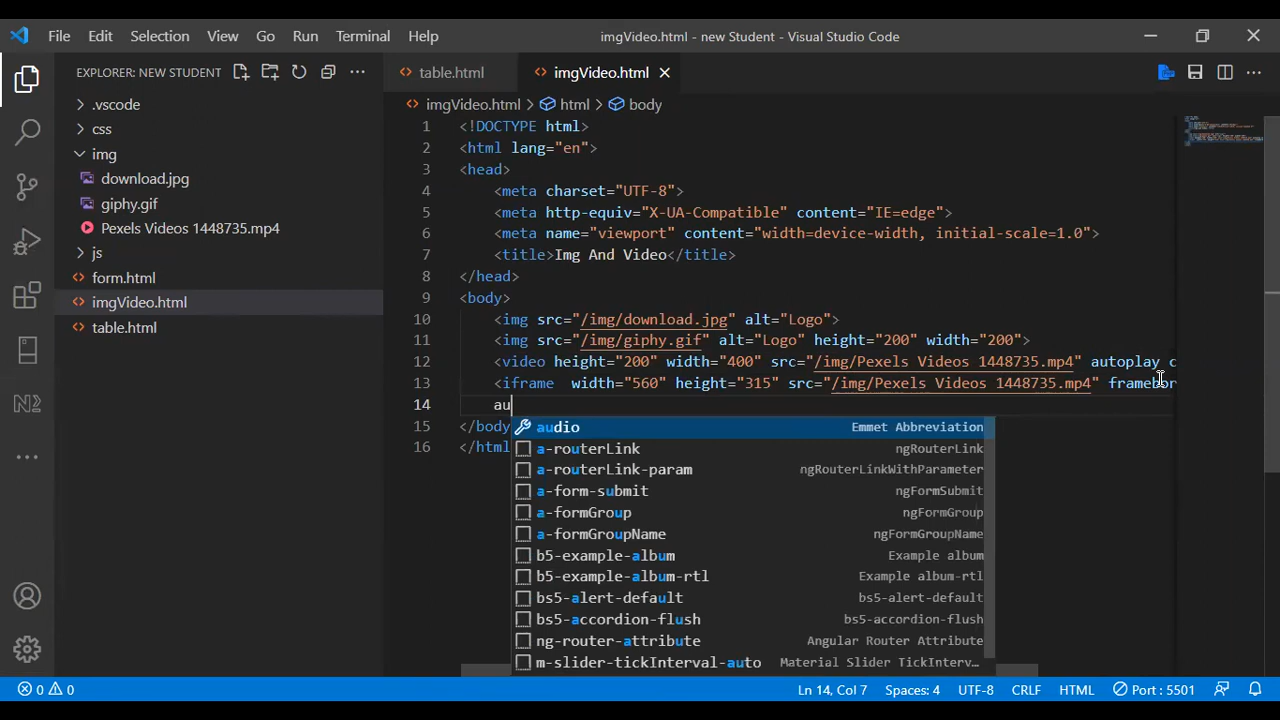 File Edit Selection View Go Run Terminal Help
imgVideo.html - new Student - Visual Studio Code
EXPLORER: NEW STUDENT
.vscode
css
img
download.jpg
giphy.gif
Pexels Videos 1448735.mp4
js
form.html
imgVideo.html
table.html
table.html imgVideo.html
imgVideo.html > html > body
1 <!DOCTYPE html>
2 <html lang="en">
3 <head>
4 <meta charset="UTF-8">
5 <meta http-equiv="X-UA-Compatible" content="IE=edge">
6 <meta name="viewport" content="width=device-width, initial-scale=1.0">
7 <title>Img And Video</title>
8 </head>
9 <body>
10 <img src="/img/download.jpg" alt="Logo">
11 <img src="/img/giphy.gif" alt="Logo" height="200" width="200">
12 <video height="200" width="400" src="/img/Pexels Videos 1448735.mp4" autoplay c
13 <iframe width="560" height="315" src="/img/Pexels Videos 1448735.mp4" framebor
14 au
15 </body
16 </html
audio Emmet Abbreviation
a-routerLink ngRouterLink
a-routerLink-param ngRouterLinkWithParameter
a-form-submit ngFormSubmit
a-formGroup ngFormGroup
a-formGroupName ngFormGroupName
b5-example-album Example album
b5-example-album-rtl Example album-rtl
bs5-alert-default bs5-alert-default
bs5-accordion-flush bs5-accordion-flush
ng-router-attribute Angular Router Attribute
m-slider-tickInterval-auto Material Slider TickInterv…
0 0 Ln 14, Col 7 Spaces: 4 UTF-8 CRLF HTML Port : 5501